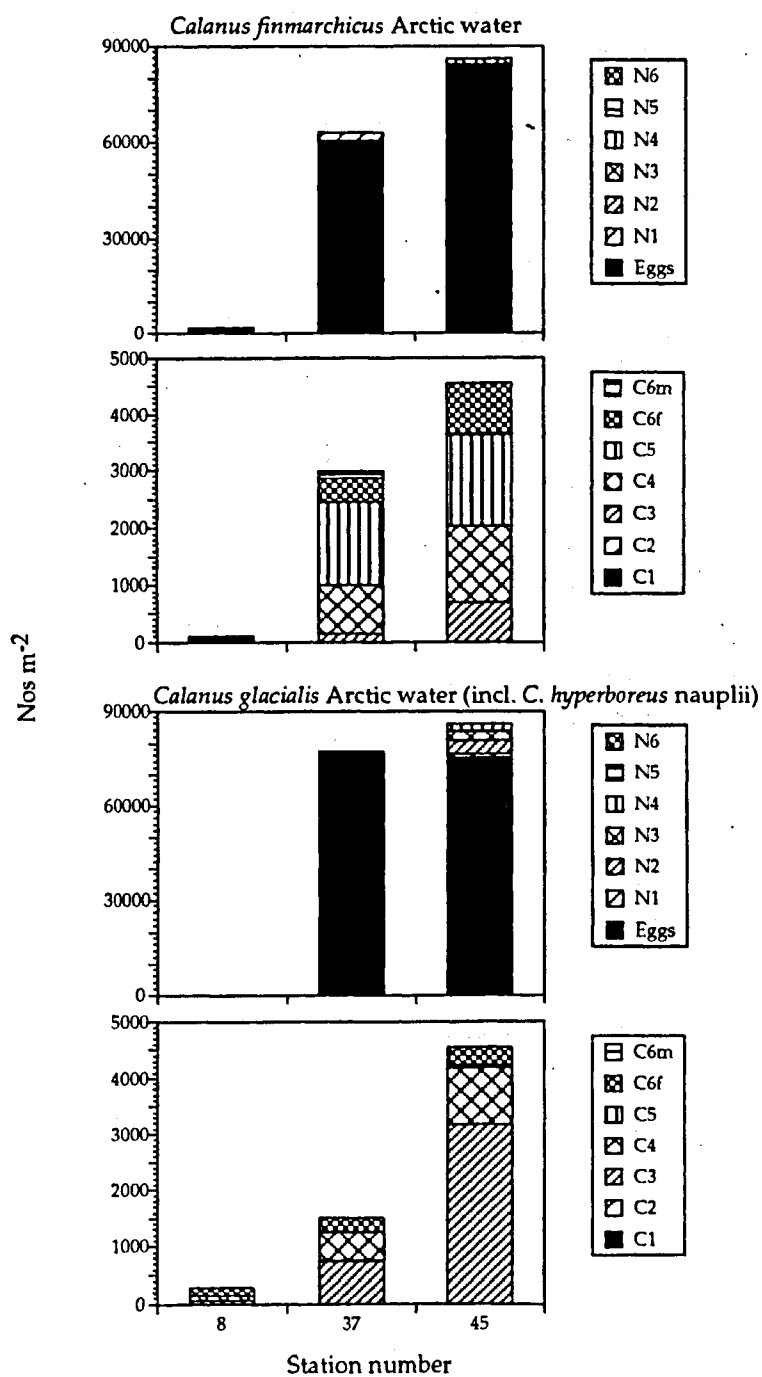 Calanus finmarchicus Arctic water
90000
60000
30000
0
N6
N5
N4
N3
N2
N1
Eggs
5000
4000
3000
2000
1000
0
C6m
C6f
C5
C4
C3
C2
C1
Nos m-2
Calanus glacialis Arctic water (incl. C. hyperboreus nauplii)
90000
60000
30000
0
N6
N5
N4
N3
N2
N1
Eggs
5000
4000
3000
2000
1000
0
C6m
C6f
C5
C4
C3
C2
C1
8 37 45
Station number